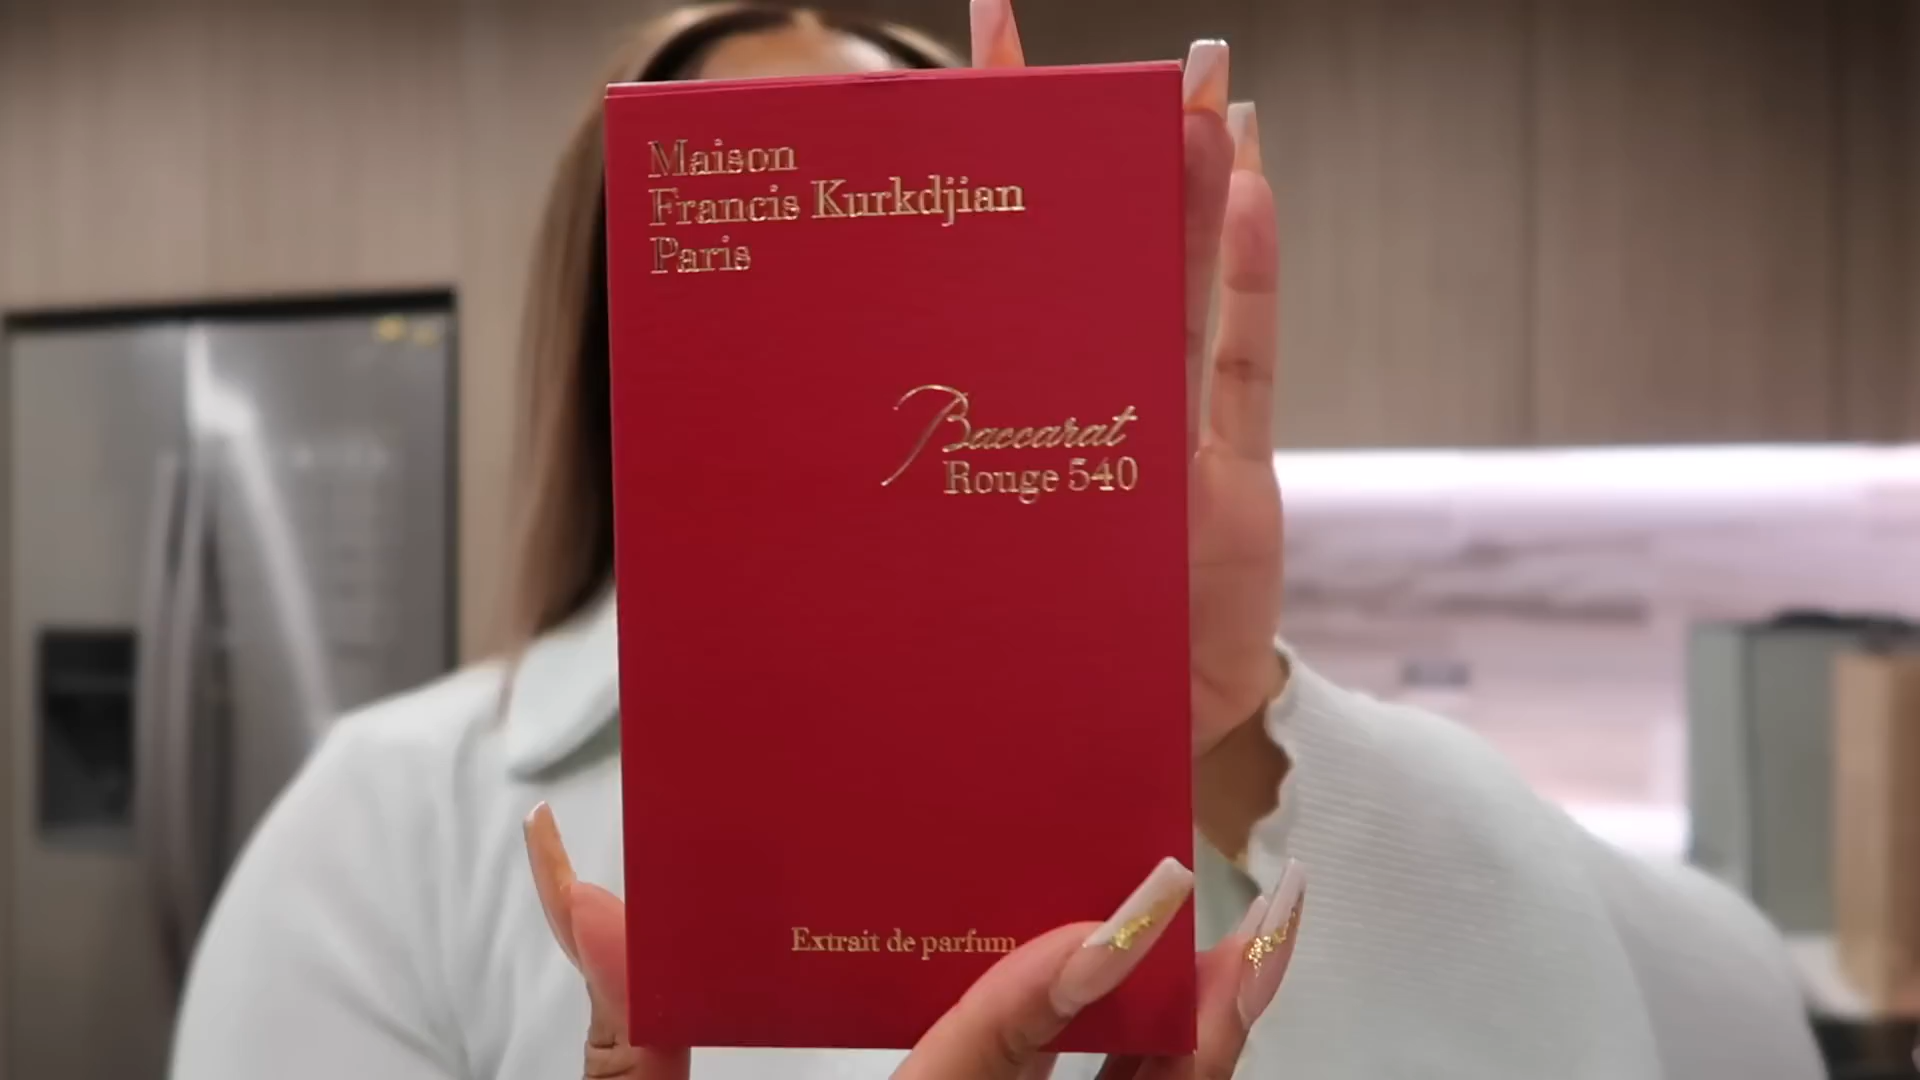 Maison
Francis Kurkdjian
Paris
Baccarat
Rouge 540
Extrait de parfum